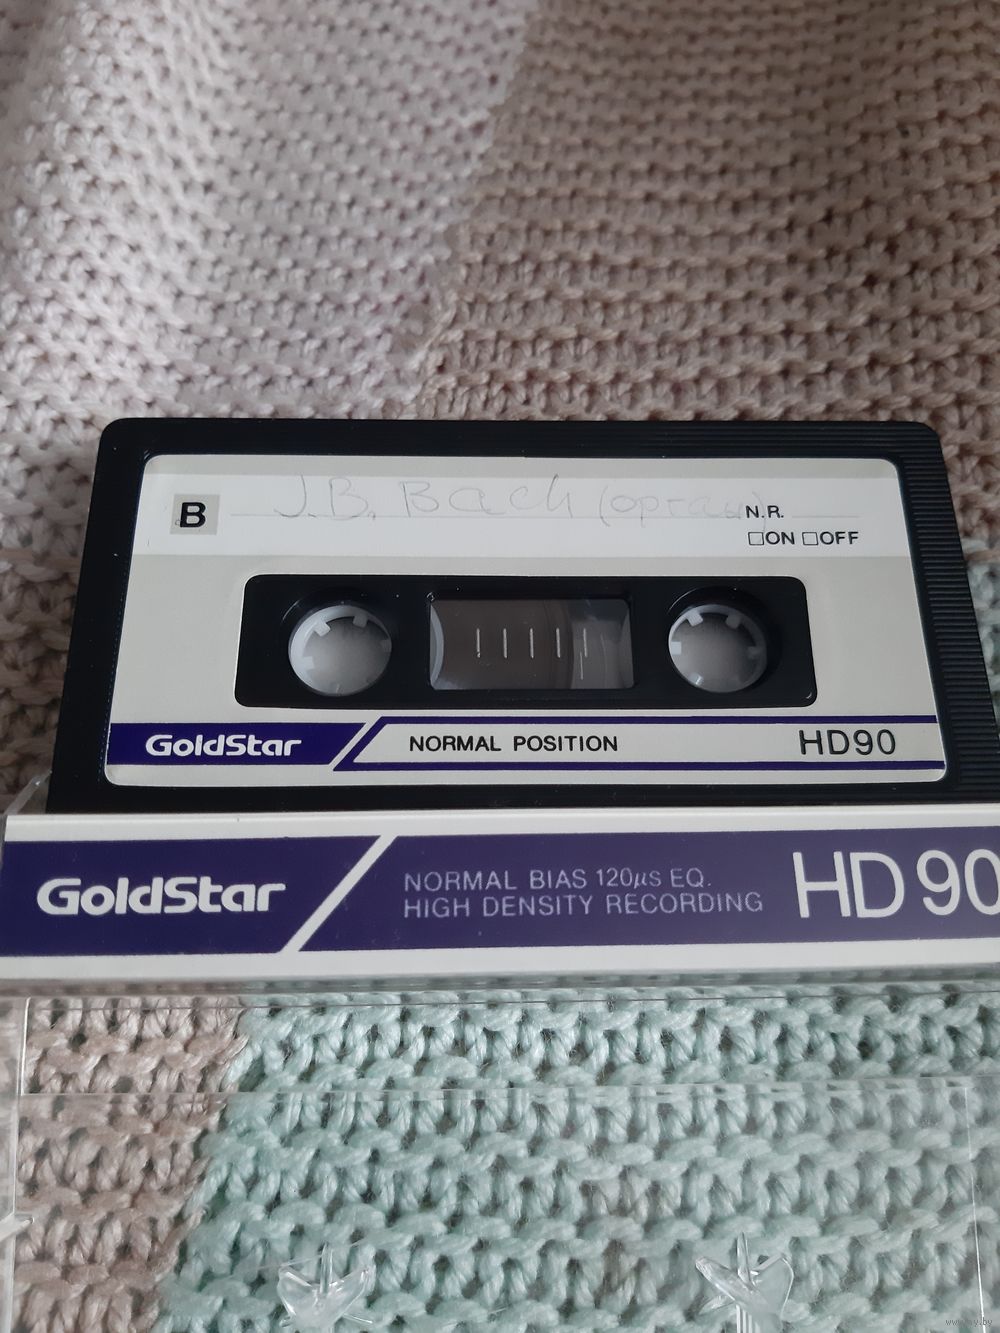 B
J.B. Bach (орган)
N.R.
□ON □OFF
GoldStar
NORMAL POSITION
HD90
GoldStar
NORMAL BIAS 120µs EQ.
HIGH DENSITY RECORDING
HD 90